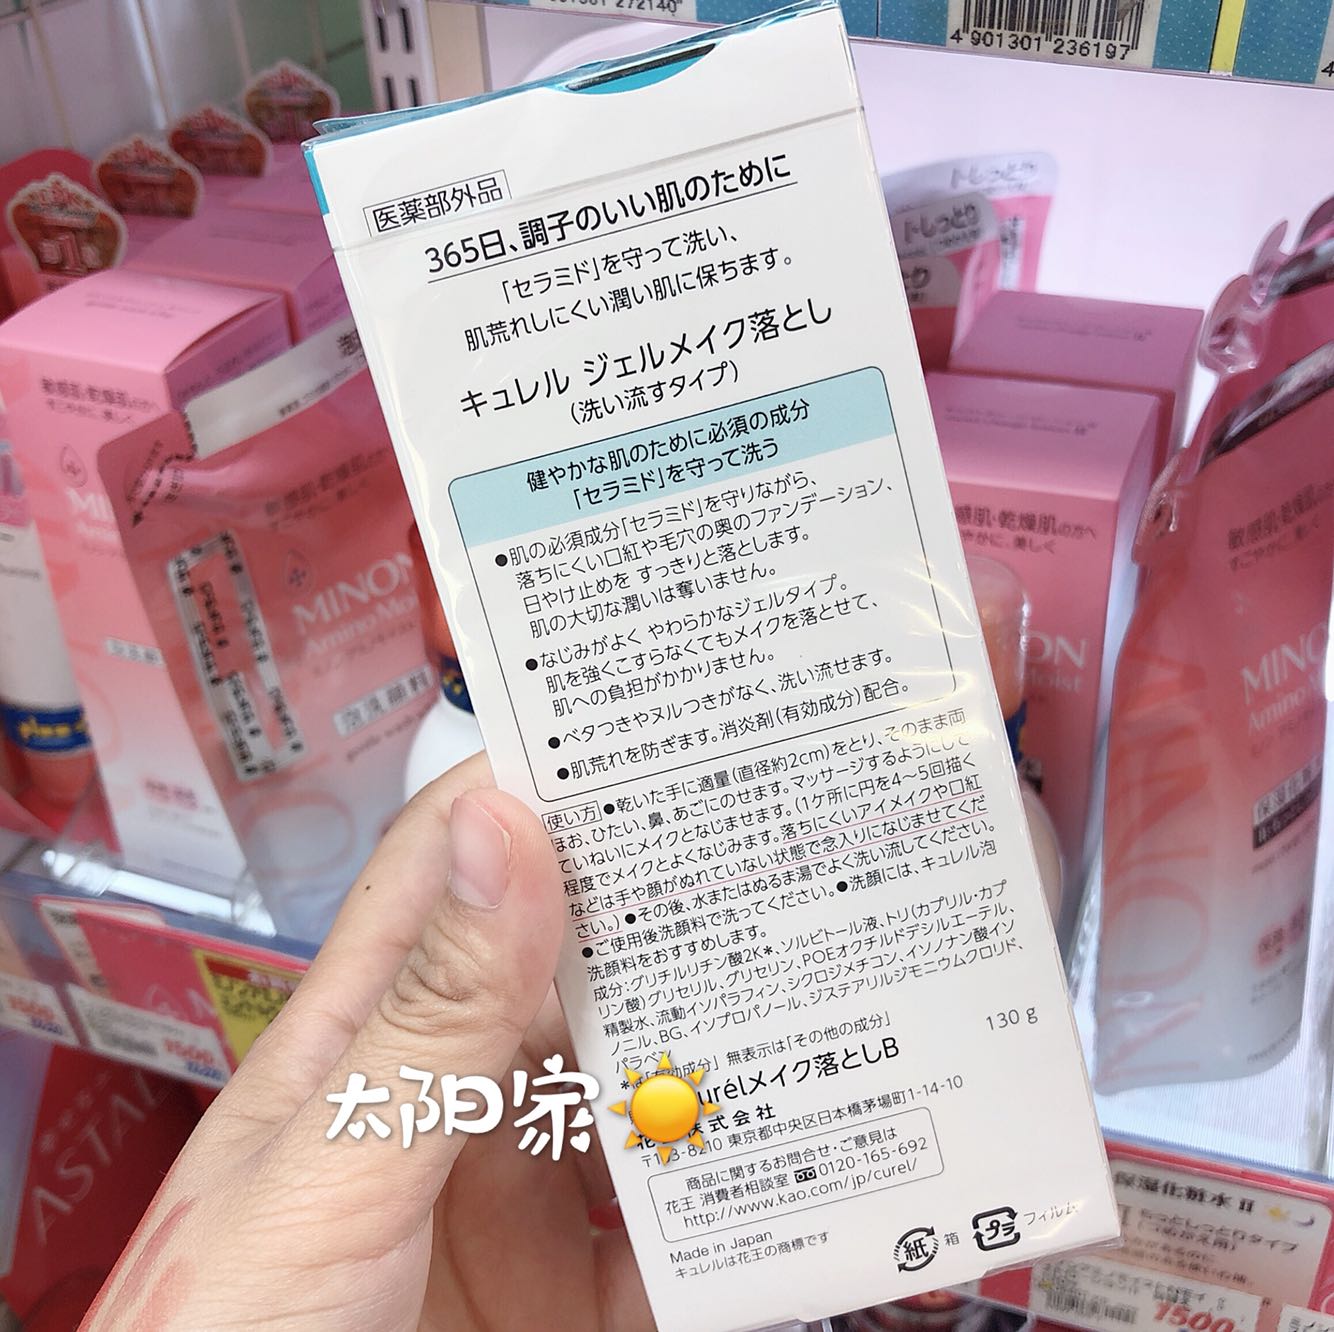 4 901301 236197
医薬部外品
365日、調子のいい肌のために
「セラミド」を守って洗い、
肌荒れしにくい潤い肌に保ちます。
キュレル ジェルメイク落とし
(洗い流すタイプ)
健やかな肌のために必須の成分
「セラミド」を守って洗う
●肌の必須成分「セラミド」を守りながら、
落ちにくい口紅や毛穴の奥のファンデーション、
日やけ止めを すっきりと落とします。
肌の大切な潤いは奪いません。
●なじみがよく やわらかなジェルタイプ。
肌を強くこすらなくてもメイクを落とせて、
肌への負担がかかりません。
●ベタつきやヌルつきがなく、洗い流せます。
●肌荒れを防ぎます。消炎剤(有効成分)配合。
使い方 ●乾いた手に適量(直径約2cm)をとり、そのまま両
ほお、ひたい、鼻、あごにのせます。マッサージするようにして
ていねいにメイクとなじませます。(1ケ所に円を4〜5回描く
程度でメイクとよくなじみます。落ちにくいアイメイクや口紅
などは手や顔がぬれていない状態で念入りになじませてくだ
さい。) ●その後、水またはぬるま湯でよく洗い流してください。
●ご使用後洗顔料で洗ってください。●洗顔には、キュレル泡
洗顔料をおすすめします。
成分:グリチルリチン酸2K*、ソルビトール液、トリ(カプリル・カプ
リン酸)グリセリル、グリセリン、POEオクチルドデシルエーテル、
精製水、流動イソパラフィン、シクロジメチコン、イソノナン酸イソ
ノニル、BG、イソプロパノール、ジステアリルジモニウムクロリド、
パラベン
*は「有効成分」 無表示は「その他の成分」
urélメイク落としB
130 g
株式会社
〒103-8210 東京都中央区日本橋茅場町1-14-10
商品に関するお問合せ・ご意見は
花王 消費者相談室 0120-165-692
http://www.kao.com/jp/curel/
Made in Japan
キュレルは花王の商標です
紙 箱
プラ フィルム
太阳家
MINON
Amino Moist
泡洗顔料
敏感肌・乾燥肌の方へ
すこやかに、美しく
トしっとり
保湿化粧水 II
1500